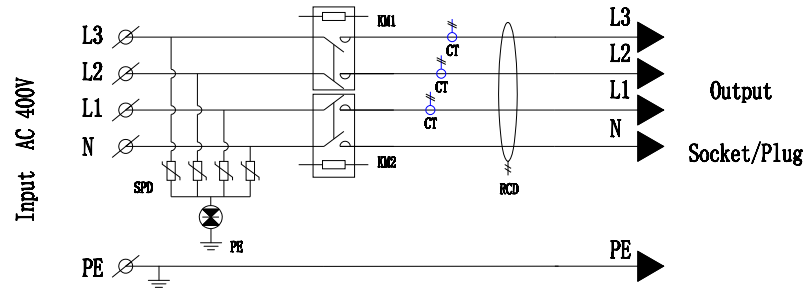 L3
KM1
L3
CT
L2
L2
CT
L1
L1
CT
Input AC 400V
Output
N
N
Socket/Plug
SPD
KM2
RCD
PE
PE
PE